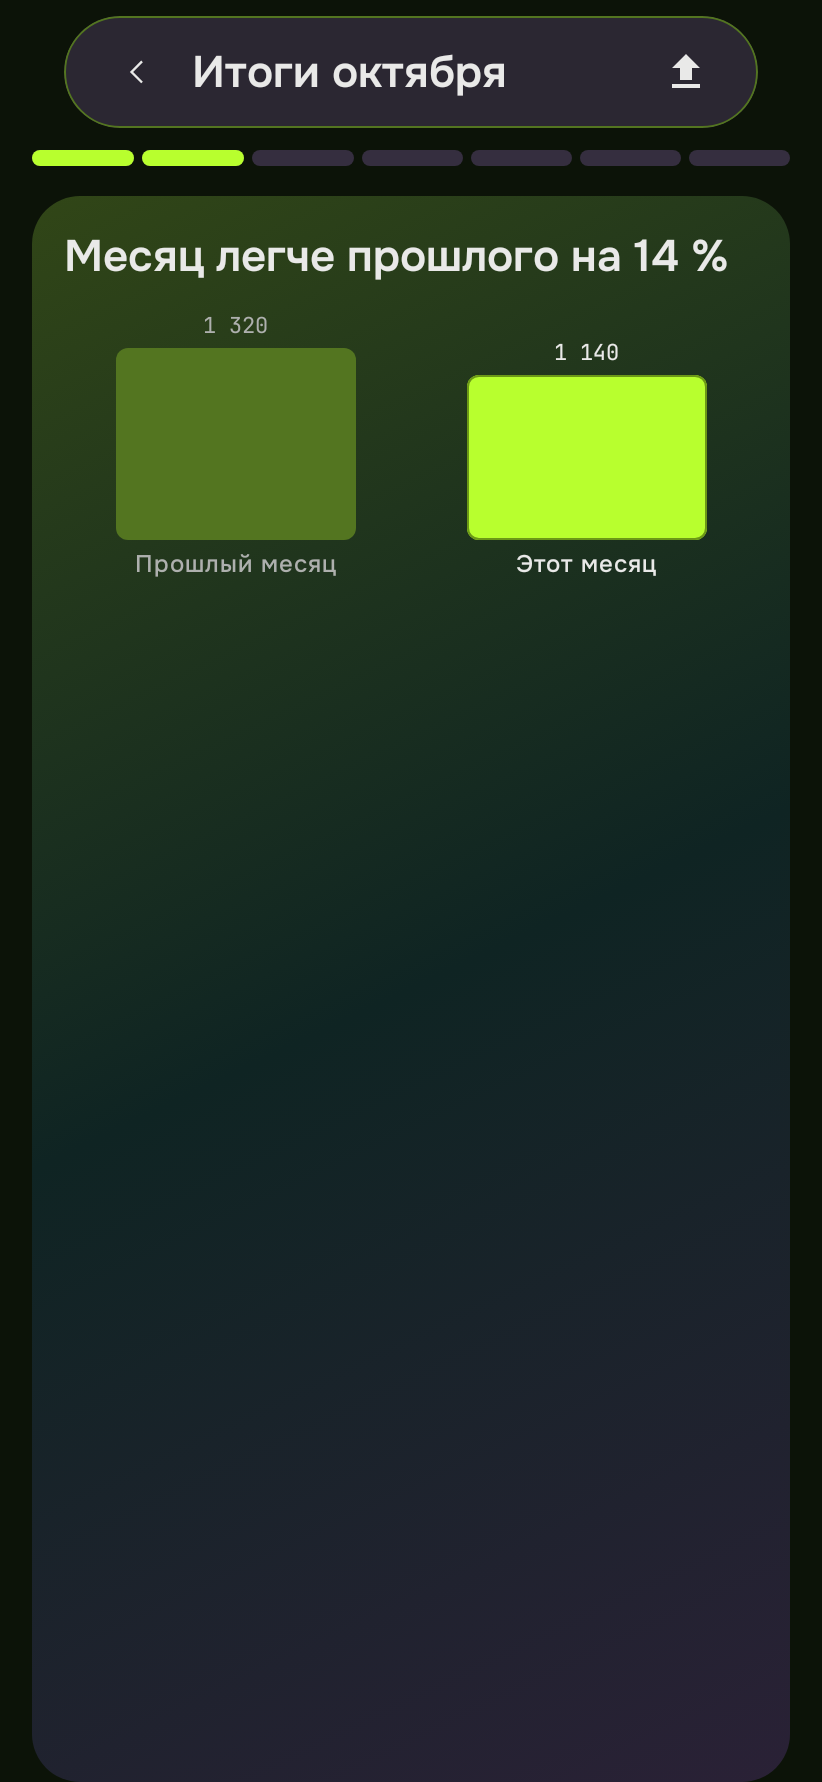 Итоги октября
Месяц легче прошлого на 14 %
1 320
1 140
Прошлый месяц
Этот месяц